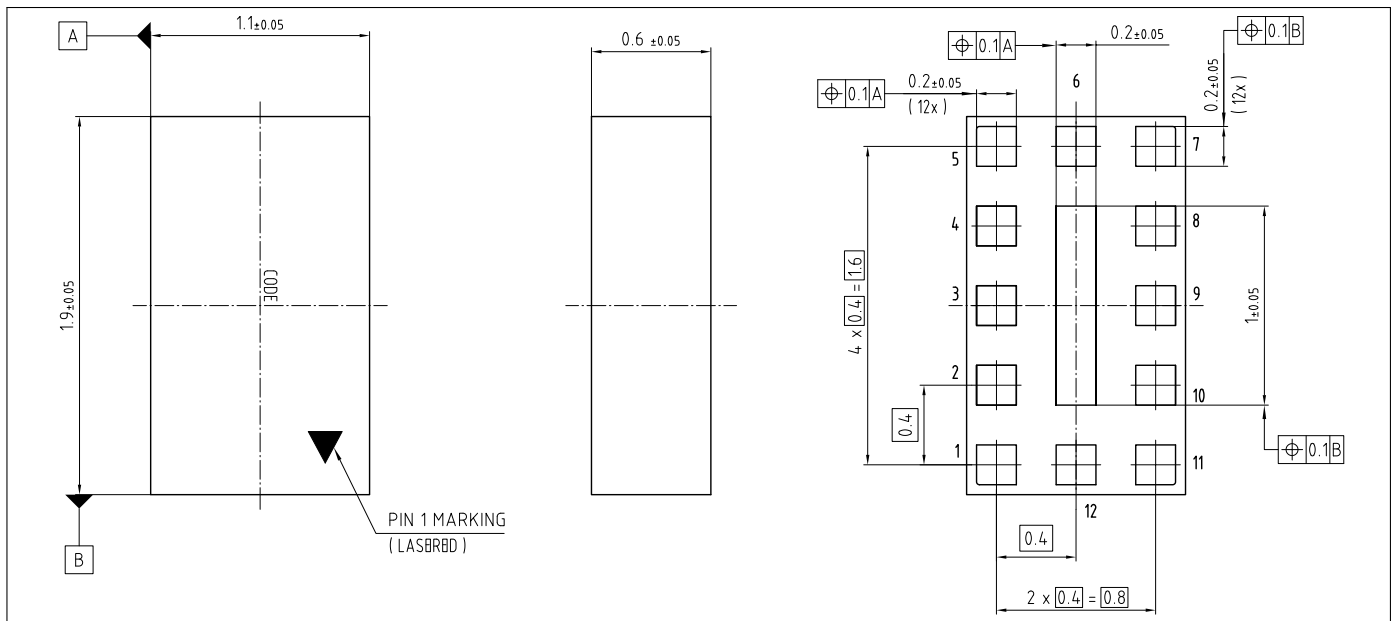 A
1.1±0.05
1.9±0.05
CODE
PIN 1 MARKING
( LASBRBD )
B
0.6 ±0.05
⌖ 0.1 A
0.2±0.05
⌖ 0.1 B
⌖ 0.1 A
0.2±0.05
( 12x )
6
0.2±0.05
( 12x )
5
7
4
8
3
9
2
10
1
11
12
4 x 0.4 = 1.6
0.4
1±0.05
⌖ 0.1 B
0.4
2 x 0.4 = 0.8